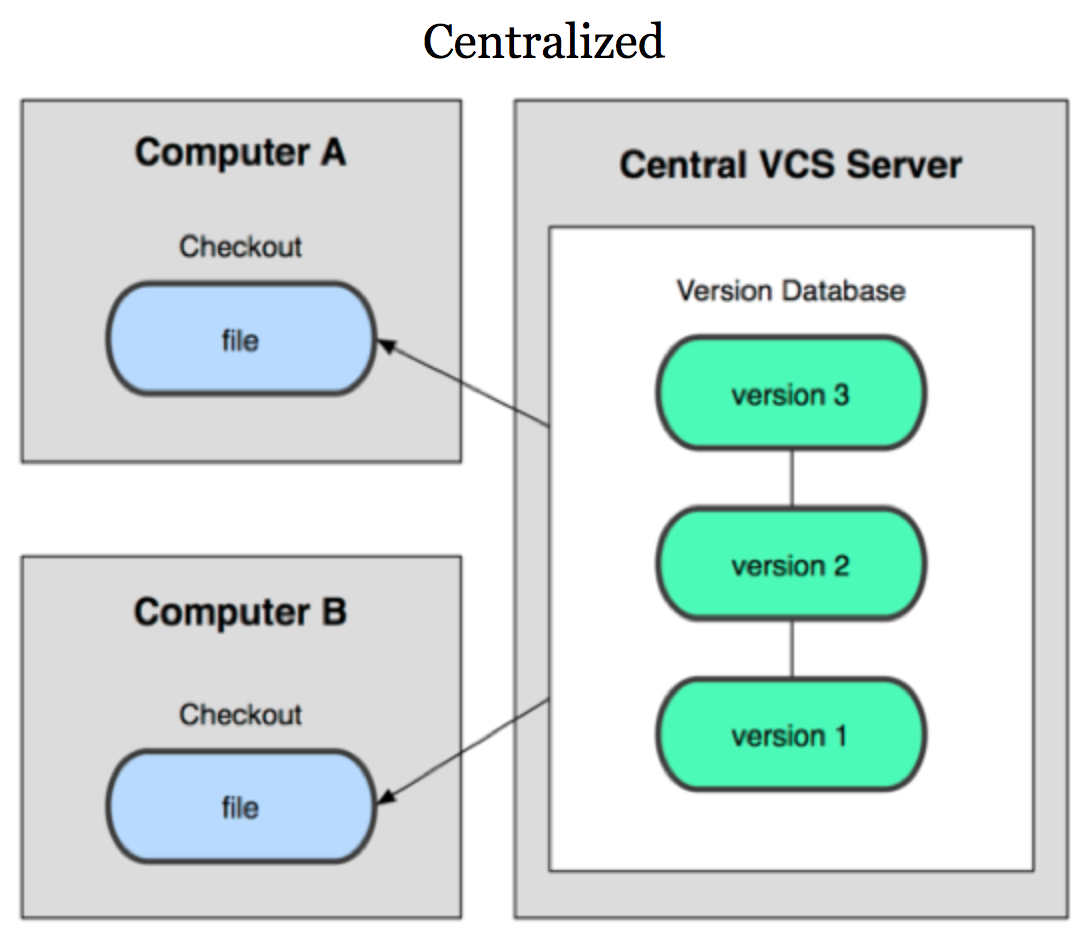 Centralized
Computer A
Checkout
file
Computer B
Checkout
file
Central VCS Server
Version Database
version 3
version 2
version 1